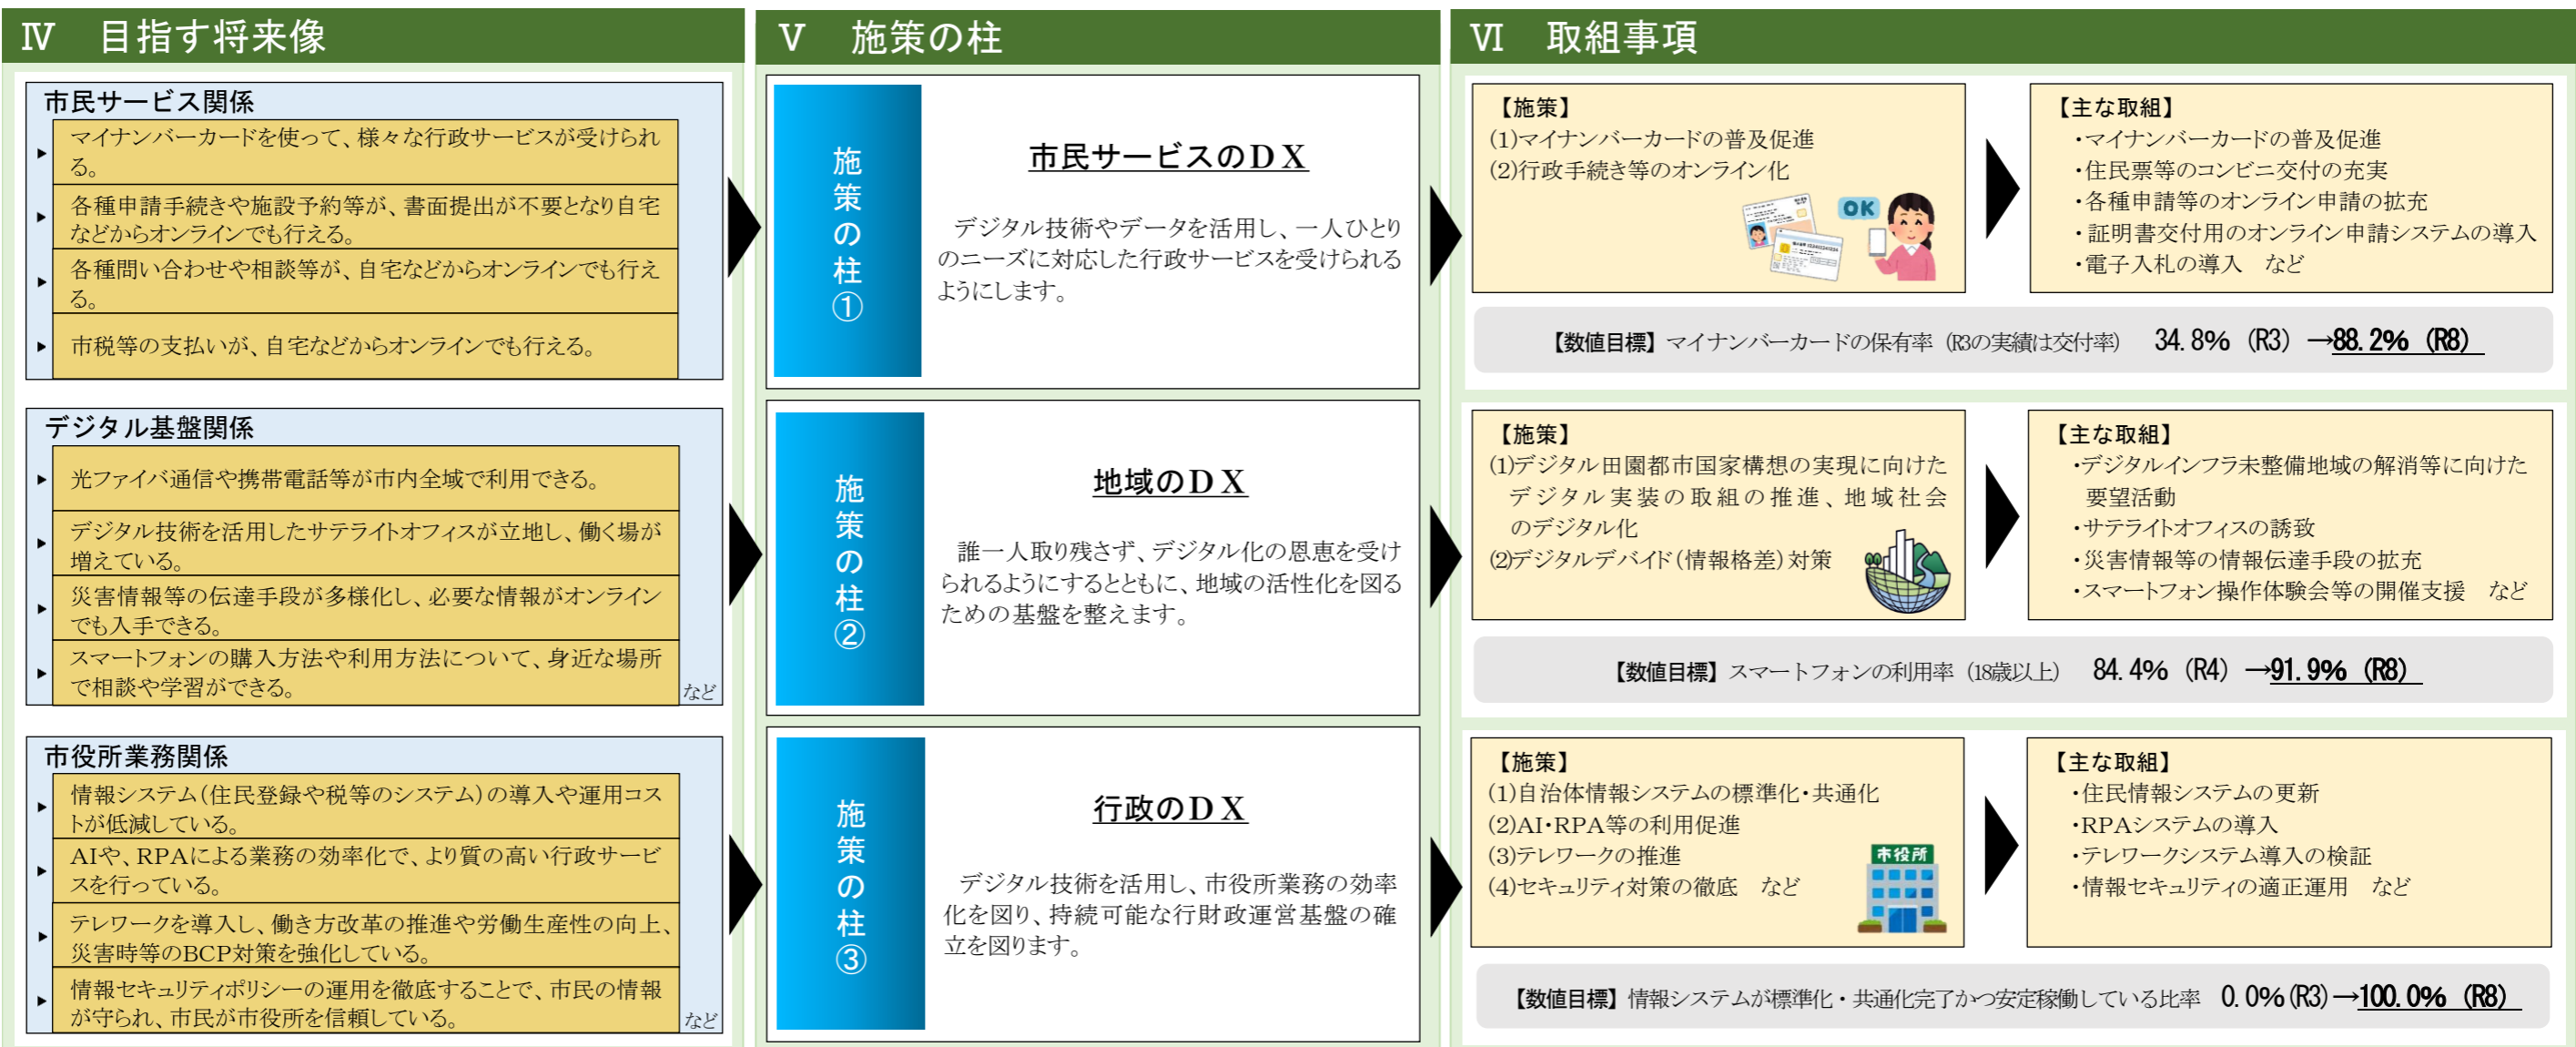 Ⅳ　目指す将来像
市民サービス関係
マイナンバーカードを使って、様々な行政サービスが受けられ
る。
各種申請手続きや施設予約等が、書面提出が不要となり自宅
などからオンラインでも行える。
各種問い合わせや相談等が、自宅などからオンラインでも行え
る。
市税等の支払いが、自宅などからオンラインでも行える。
デジタル基盤関係
光ファイバ通信や携帯電話等が市内全域で利用できる。
デジタル技術を活用したサテライトオフィスが立地し、働く場が
増えている。
災害情報等の伝達手段が多様化し、必要な情報がオンライン
でも入手できる。
スマートフォンの購入方法や利用方法について、身近な場所
で相談や学習ができる。
など
市役所業務関係
情報システム(住民登録や税等のシステム)の導入や運用コス
トが低減している。
AIや、RPAによる業務の効率化で、より質の高い行政サービ
スを行っている。
テレワークを導入し、働き方改革の推進や労働生産性の向上、
災害時等のBCP対策を強化している。
情報セキュリティポリシーの運用を徹底することで、市民の情報
が守られ、市民が市役所を信頼している。
など
Ⅴ　施策の柱
施策の柱①
市民サービスのＤＸ
デジタル技術やデータを活用し、一人ひとり
のニーズに対応した行政サービスを受けられる
ようにします。
施策の柱②
地域のＤＸ
誰一人取り残さず、デジタル化の恩恵を受け
られるようにするとともに、地域の活性化を図る
ための基盤を整えます。
施策の柱③
行政のＤＸ
デジタル技術を活用し、市役所業務の効率
化を図り、持続可能な行財政運営基盤の確
立を図ります。
Ⅵ　取組事項
【施策】
(1)マイナンバーカードの普及促進
(2)行政手続き等のオンライン化
OK
【主な取組】
・マイナンバーカードの普及促進
・住民票等のコンビニ交付の充実
・各種申請等のオンライン申請の拡充
・証明書交付用のオンライン申請システムの導入
・電子入札の導入　など
【数値目標】マイナンバーカードの保有率（R3の実績は交付率）　34.8%（R3）→88.2%（R8）
【施策】
(1)デジタル田園都市国家構想の実現に向けた
デジタル実装の取組の推進、地域社会
のデジタル化
(2)デジタルデバイド(情報格差)対策
【主な取組】
・デジタルインフラ未整備地域の解消等に向けた
要望活動
・サテライトオフィスの誘致
・災害情報等の情報伝達手段の拡充
・スマートフォン操作体験会等の開催支援　など
【数値目標】スマートフォンの利用率（18歳以上）　84.4%（R4）→91.9%（R8）
【施策】
(1)自治体情報システムの標準化・共通化
(2)AI・RPA等の利用促進
(3)テレワークの推進
(4)セキュリティ対策の徹底　など
市役所
【主な取組】
・住民情報システムの更新
・RPAシステムの導入
・テレワークシステム導入の検証
・情報セキュリティの適正運用　など
【数値目標】情報システムが標準化・共通化完了かつ安定稼働している比率　0.0%(R3)→100.0%（R8）